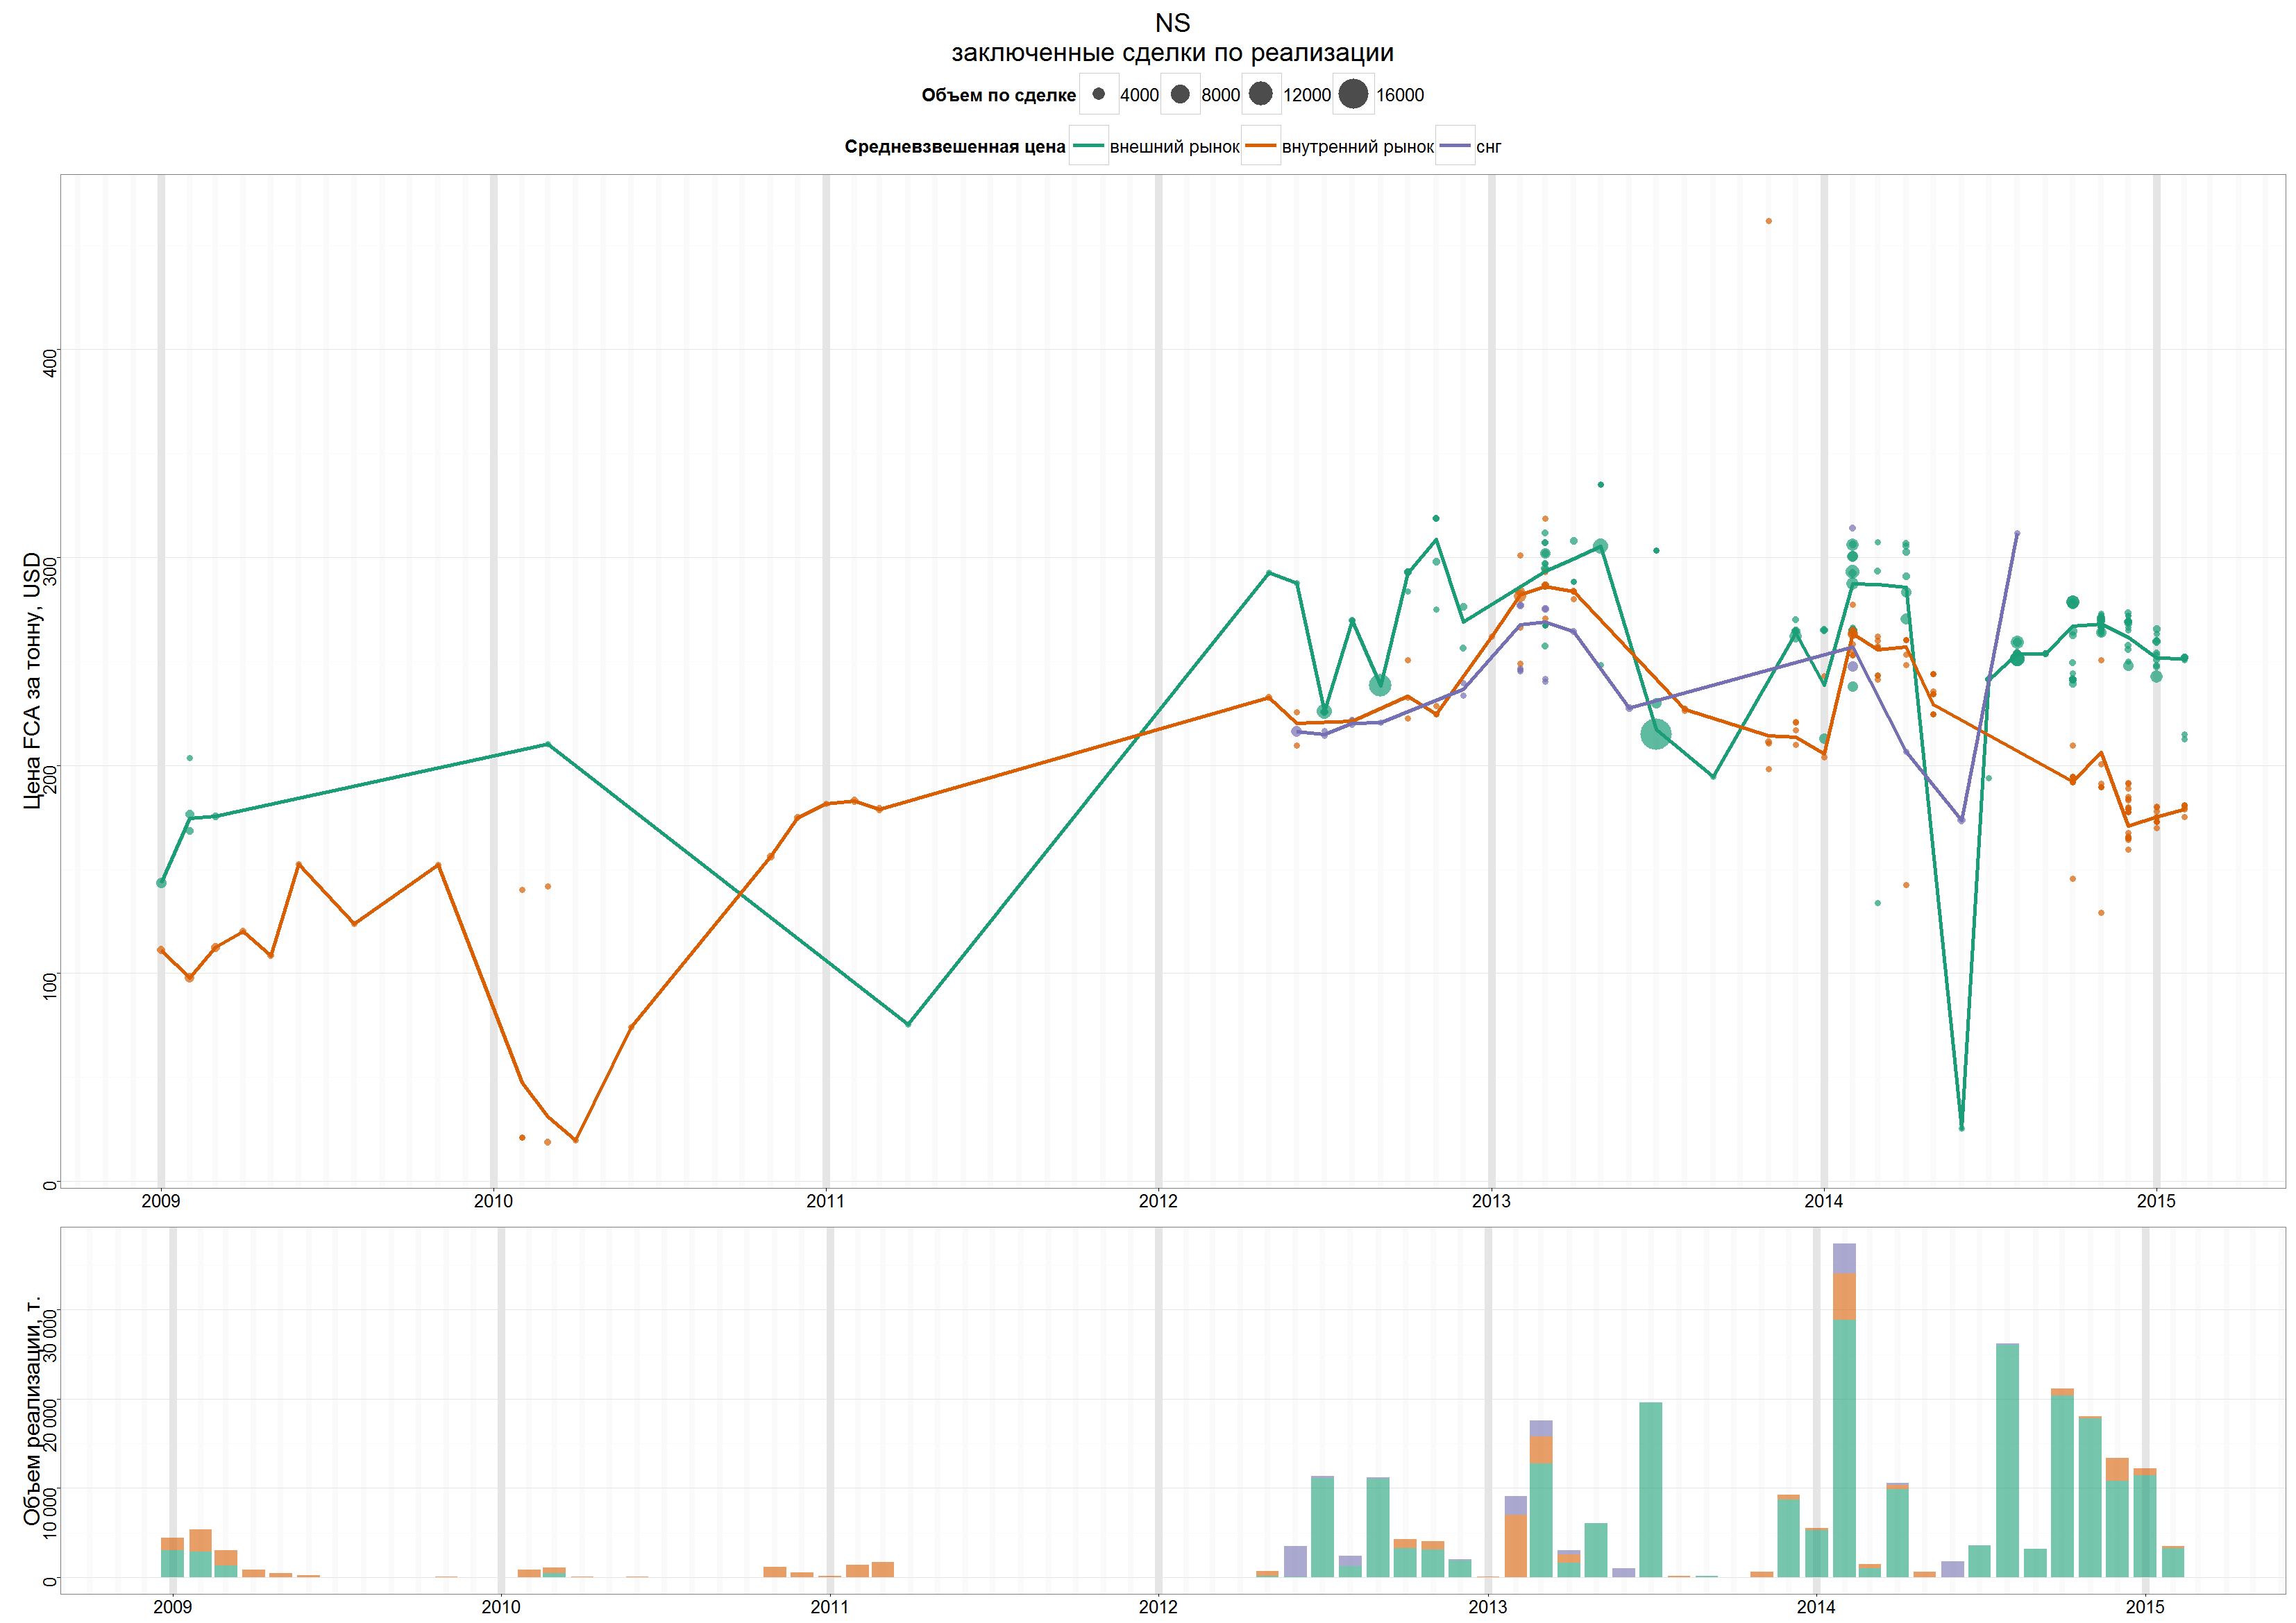 NS
заключенные сделки по реализации
Объем по сделке 4000 8000 12000 16000
Средневзвешенная цена внешний рынок внутренний рынок снг
Цена FCA за тонну, USD
400
300
200
100
0
2009 2010 2011 2012 2013 2014 2015
Объем реализации, т.
30 000
20 000
10 000
0
2009 2010 2011 2012 2013 2014 2015